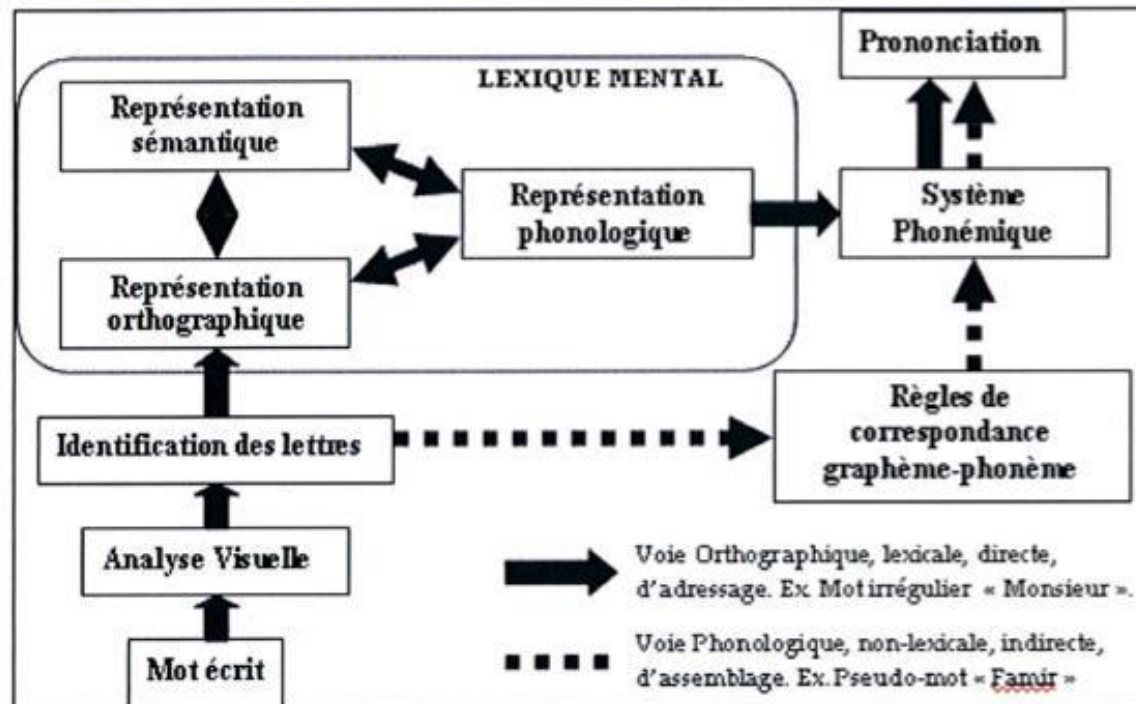 Prononciation
LEXIQUE MENTAL
Représentation
sémantique
Représentation
phonologique
Système
Phonémique
Représentation
orthographique
Règles de
correspondance
graphème-phonème
Identification des lettres
Analyse Visuelle
Mot écrit
Voie Orthographique, lexicale, directe,
d'adressage. Ex. Mot irrégulier « Monsieur ».
Voie Phonologique, non-lexicale, indirecte,
d'assemblage. Ex. Pseudo-mot « Famir »